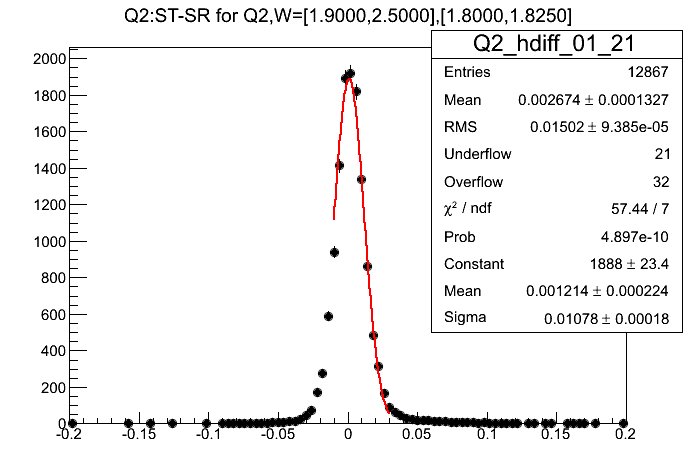 Q2:ST-SR for Q2,W=[1.9000,2.5000],[1.8000,1.8250]
Q2_hdiff_01_21
Entries 12867
Mean 0.002674 ± 0.0001327
RMS 0.01502 ± 9.385e-05
Underflow 21
Overflow 32
χ² / ndf 57.44 / 7
Prob 4.897e-10
Constant 1888 ± 23.4
Mean 0.001214 ± 0.000224
Sigma 0.01078 ± 0.00018
2000
1800
1600
1400
1200
1000
800
600
400
200
0
-0.2 -0.15 -0.1 -0.05 0 0.05 0.1 0.15 0.2